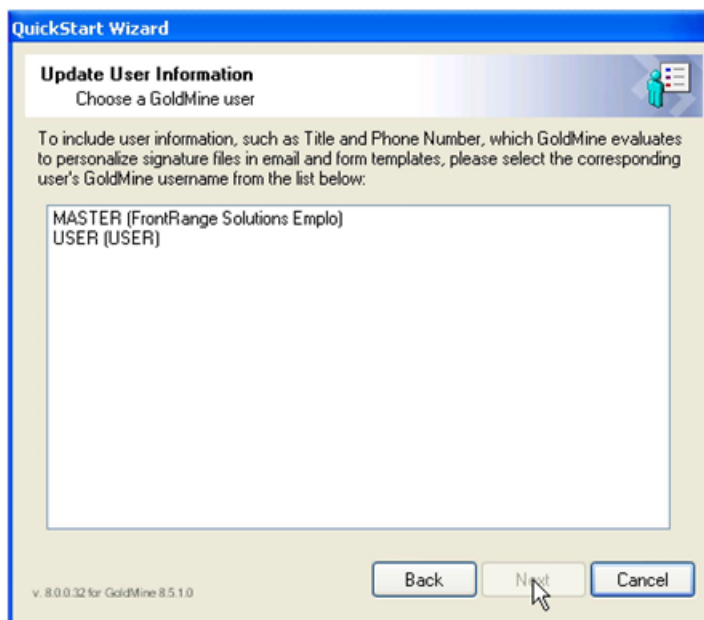 QuickStart Wizard
Update User Information
Choose a GoldMine user
To include user information, such as Title and Phone Number, which GoldMine evaluates
to personalize signature files in email and form templates, please select the corresponding
user's GoldMine username from the list below:
MASTER (FrontRange Solutions Emplo)
USER (USER)
Back
Next
Cancel
v. 8.0.0.32 for GoldMine 8.5.1.0